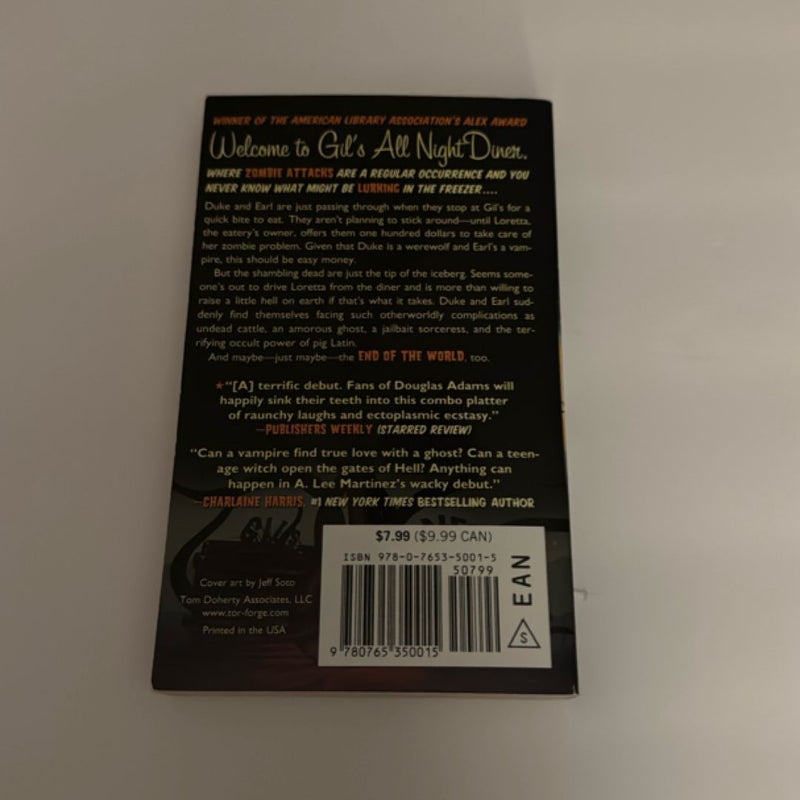 WINNER OF THE AMERICAN LIBRARY ASSOCIATION'S ALEX AWARD
Welcome to Gil's All Night Diner,
WHERE ZOMBIE ATTACKS ARE A REGULAR OCCURRENCE AND YOU
NEVER KNOW WHAT MIGHT BE LURKING IN THE FREEZER....
Duke and Earl are just passing through when they stop at Gil's for a
quick bite to eat. They aren't planning to stick around—until Loretta,
the eatery's owner, offers them one hundred dollars to take care of
her zombie problem. Given that Duke is a werewolf and Earl's a vam-
pire, this should be easy money.
But the shambling dead are just the tip of the iceberg. Seems some-
one's out to drive Loretta from the diner and is more than willing to
raise a little hell on earth if that's what it takes. Duke and Earl sud-
denly find themselves facing such otherworldly complications as
undead cattle, an amorous ghost, a jailbait sorceress, and the ter-
rifying occult power of pig Latin.
And maybe—just maybe—the END OF THE WORLD, too.
★"[A] terrific debut. Fans of Douglas Adams will
happily sink their teeth into this combo platter
of raunchy laughs and ectoplasmic ecstasy."
—PUBLISHERS WEEKLY (STARRED REVIEW)
"Can a vampire find true love with a ghost? Can a teen-
age witch open the gates of Hell? Anything can
happen in A. Lee Martinez's wacky debut."
—CHARLAINE HARRIS, #1 NEW YORK TIMES BESTSELLING AUTHOR
Cover art by Jeff Soto
Tom Doherty Associates, LLC
www.tor-forge.com
Printed in the USA
$7.99 ($9.99 CAN)
ISBN 978-0-7653-5001-5
50799
9 780765 350015
EAN
S